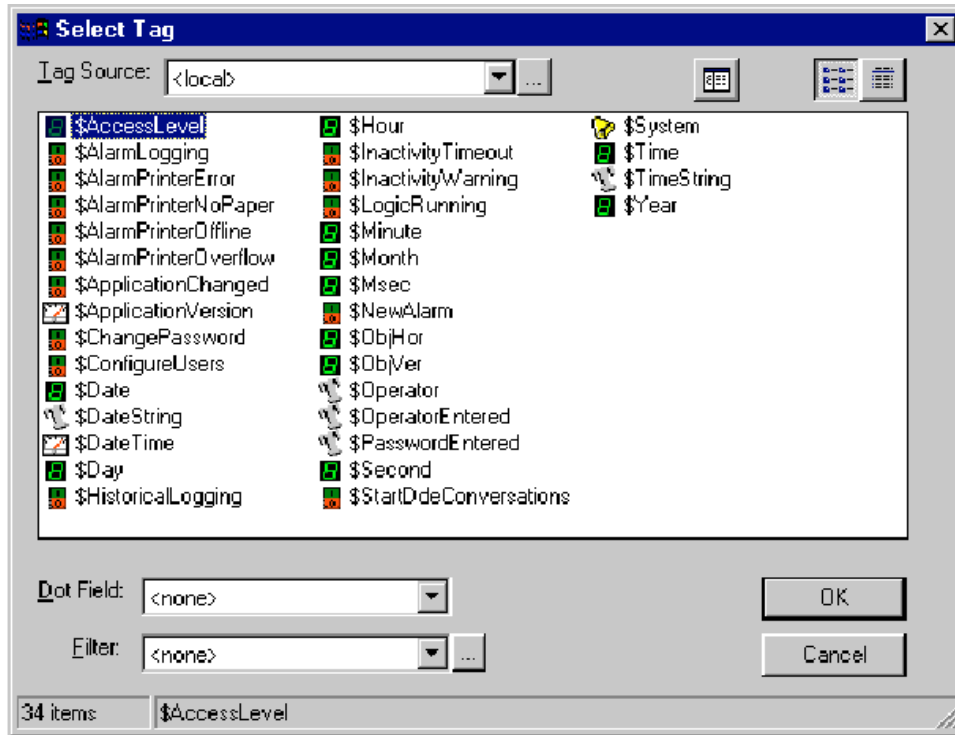 Select Tag
Tag Source: <local> ...
$AccessLevel
$AlarmLogging
$AlarmPrinterError
$AlarmPrinterNoPaper
$AlarmPrinterOffline
$AlarmPrinterOverflow
$ApplicationChanged
$ApplicationVersion
$ChangePassword
$ConfigureUsers
$Date
$DateString
$DateTime
$Day
$HistoricalLogging
$Hour
$InactivityTimeout
$InactivityWarning
$LogicRunning
$Minute
$Month
$Msec
$NewAlarm
$ObjHor
$ObjVer
$Operator
$OperatorEntered
$PasswordEntered
$Second
$StartDdeConversations
$System
$Time
$TimeString
$Year
Dot Field: <none>
OK
Filter: <none> ...
Cancel
34 items $AccessLevel